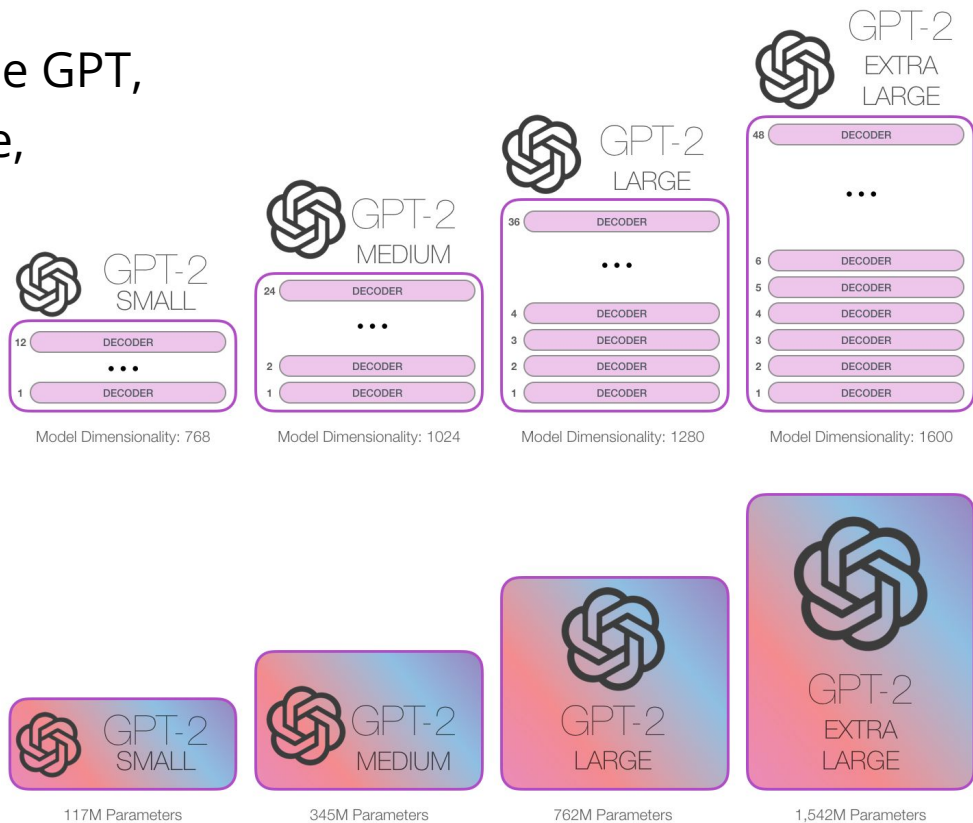 e GPT,
e,
GPT-2
SMALL
12 DECODER
...
1 DECODER
Model Dimensionality: 768
GPT-2
MEDIUM
24 DECODER
...
2 DECODER
1 DECODER
Model Dimensionality: 1024
GPT-2
LARGE
36 DECODER
...
4 DECODER
3 DECODER
2 DECODER
1 DECODER
Model Dimensionality: 1280
GPT-2
EXTRA
LARGE
48 DECODER
...
6 DECODER
5 DECODER
4 DECODER
3 DECODER
2 DECODER
1 DECODER
Model Dimensionality: 1600
GPT-2
SMALL
117M Parameters
GPT-2
MEDIUM
345M Parameters
GPT-2
LARGE
762M Parameters
GPT-2
EXTRA
LARGE
1,542M Parameters